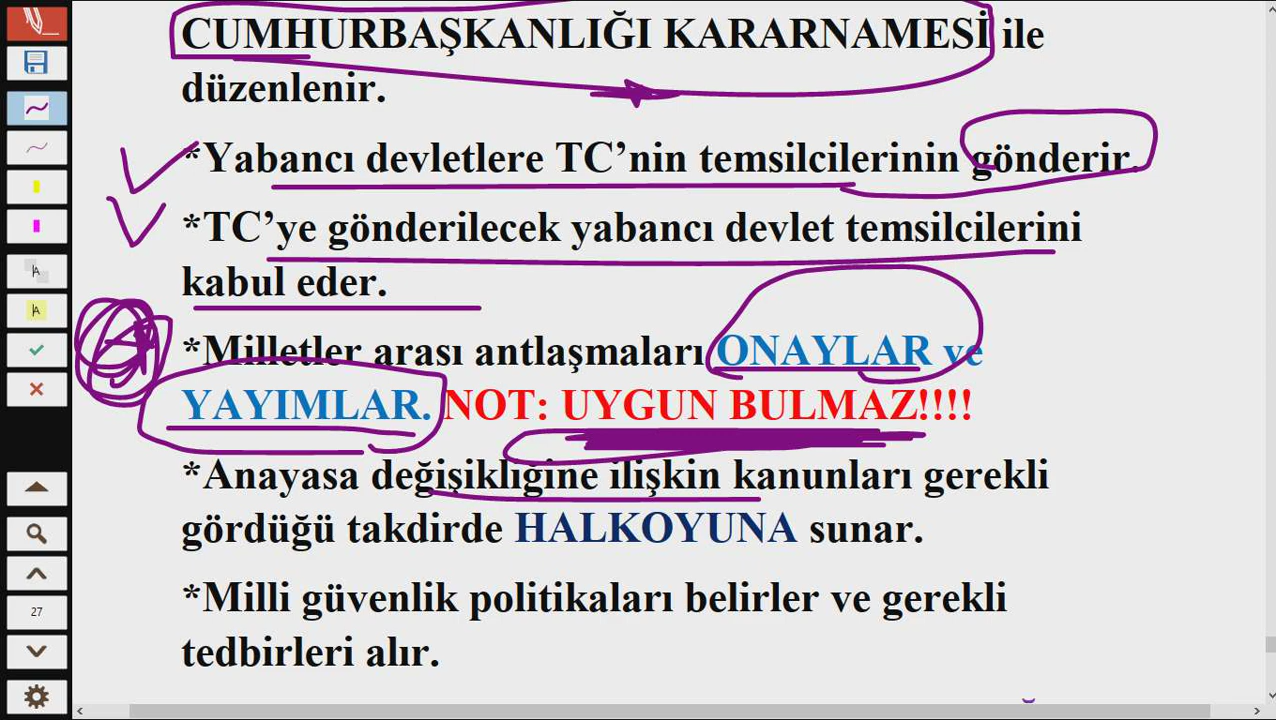 CUMHURBAŞKANLIĞI KARARNAMESİ ile
düzenlenir.
*Yabancı devletlere TC’nin temsilcilerinin gönderir.
*TC’ye gönderilecek yabancı devlet temsilcilerini
kabul eder.
*Milletler arası antlaşmaları ONAYLAR ve
YAYIMLAR. NOT: UYGUN BULMAZ!!!!
*Anayasa değişikliğine ilişkin kanunları gerekli
gördüğü takdirde HALKOYUNA sunar.
*Milli güvenlik politikaları belirler ve gerekli
tedbirleri alır.
A
A
27